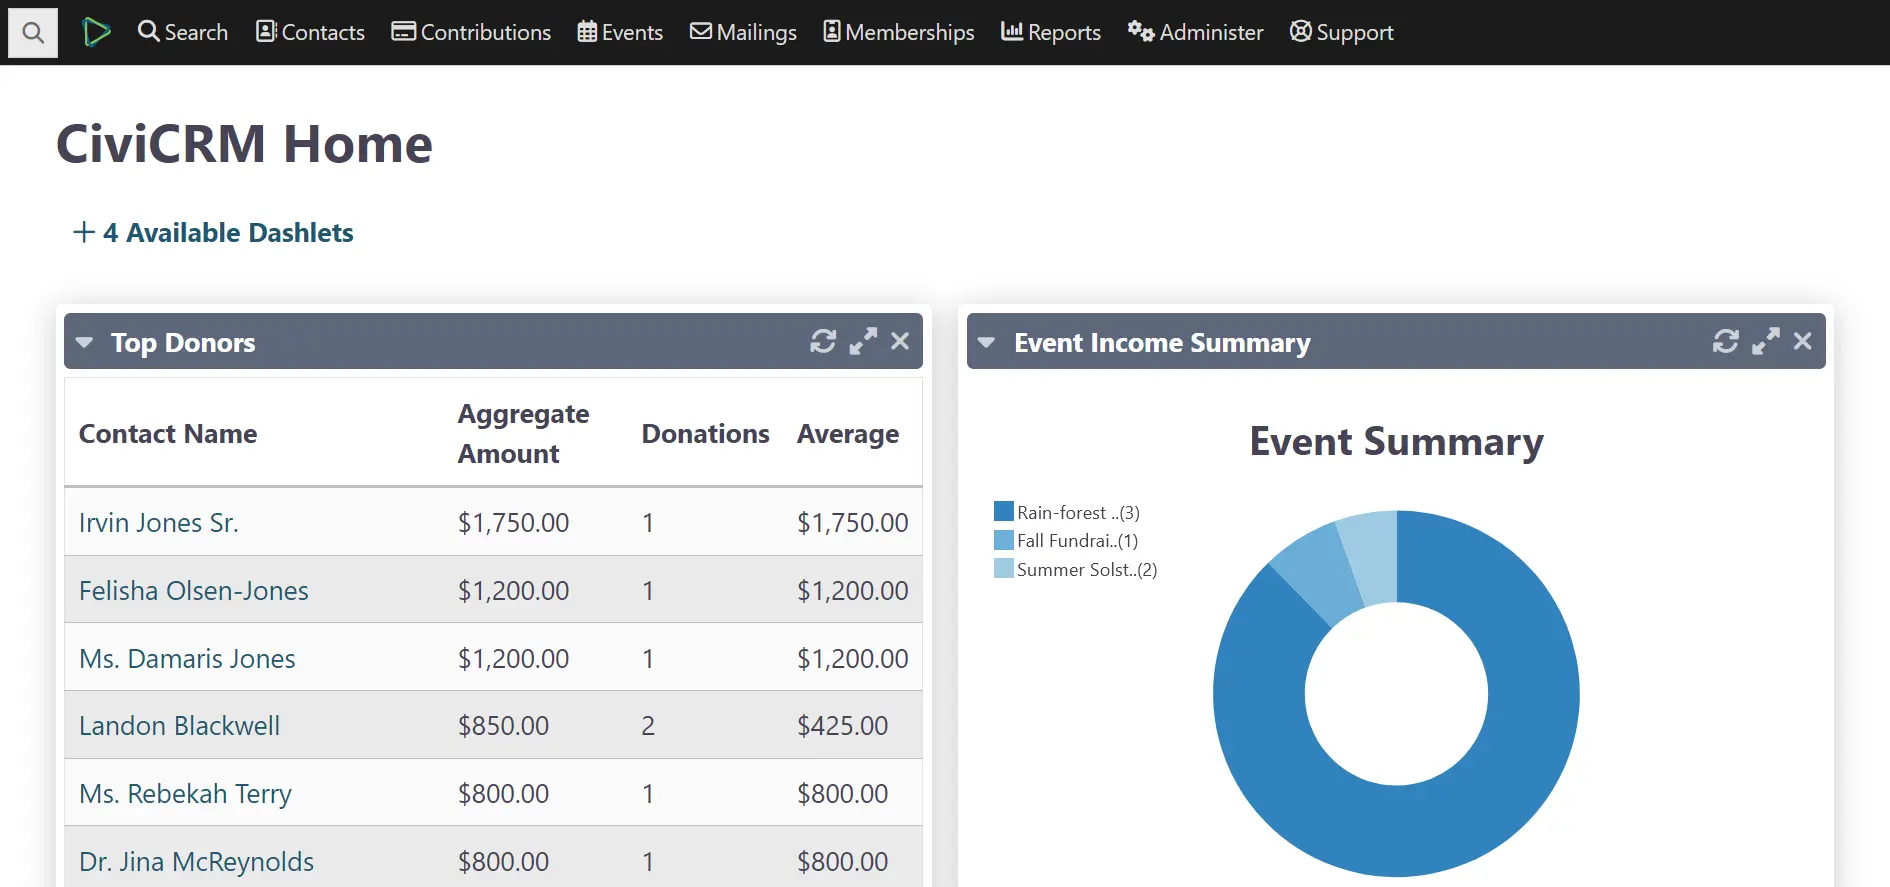 Search Contacts Contributions Events Mailings Memberships Reports Administer Support
CiviCRM Home
4 Available Dashlets
Top Donors
Contact Name Aggregate Amount Donations Average
Irvin Jones Sr. $1,750.00 1 $1,750.00
Felisha Olsen-Jones $1,200.00 1 $1,200.00
Ms. Damaris Jones $1,200.00 1 $1,200.00
Landon Blackwell $850.00 2 $425.00
Ms. Rebekah Terry $800.00 1 $800.00
Dr. Jina McReynolds $800.00 1 $800.00
Event Income Summary
Event Summary
Rain-forest ..(3)
Fall Fundrai..(1)
Summer Solst..(2)